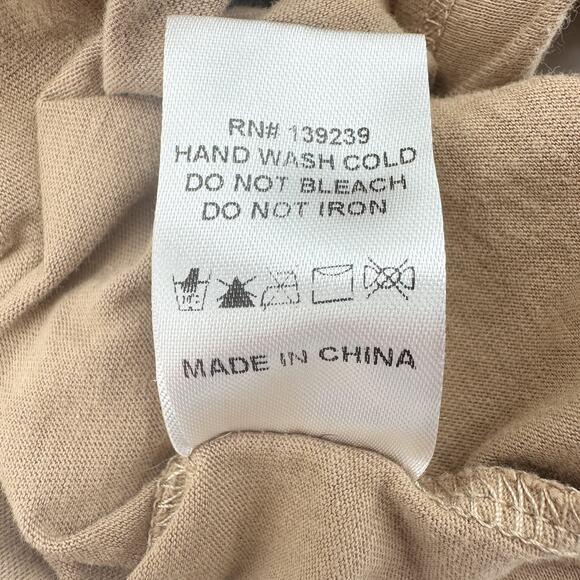 RN# 139239
HAND WASH COLD
DO NOT BLEACH
DO NOT IRON
MADE IN CHINA